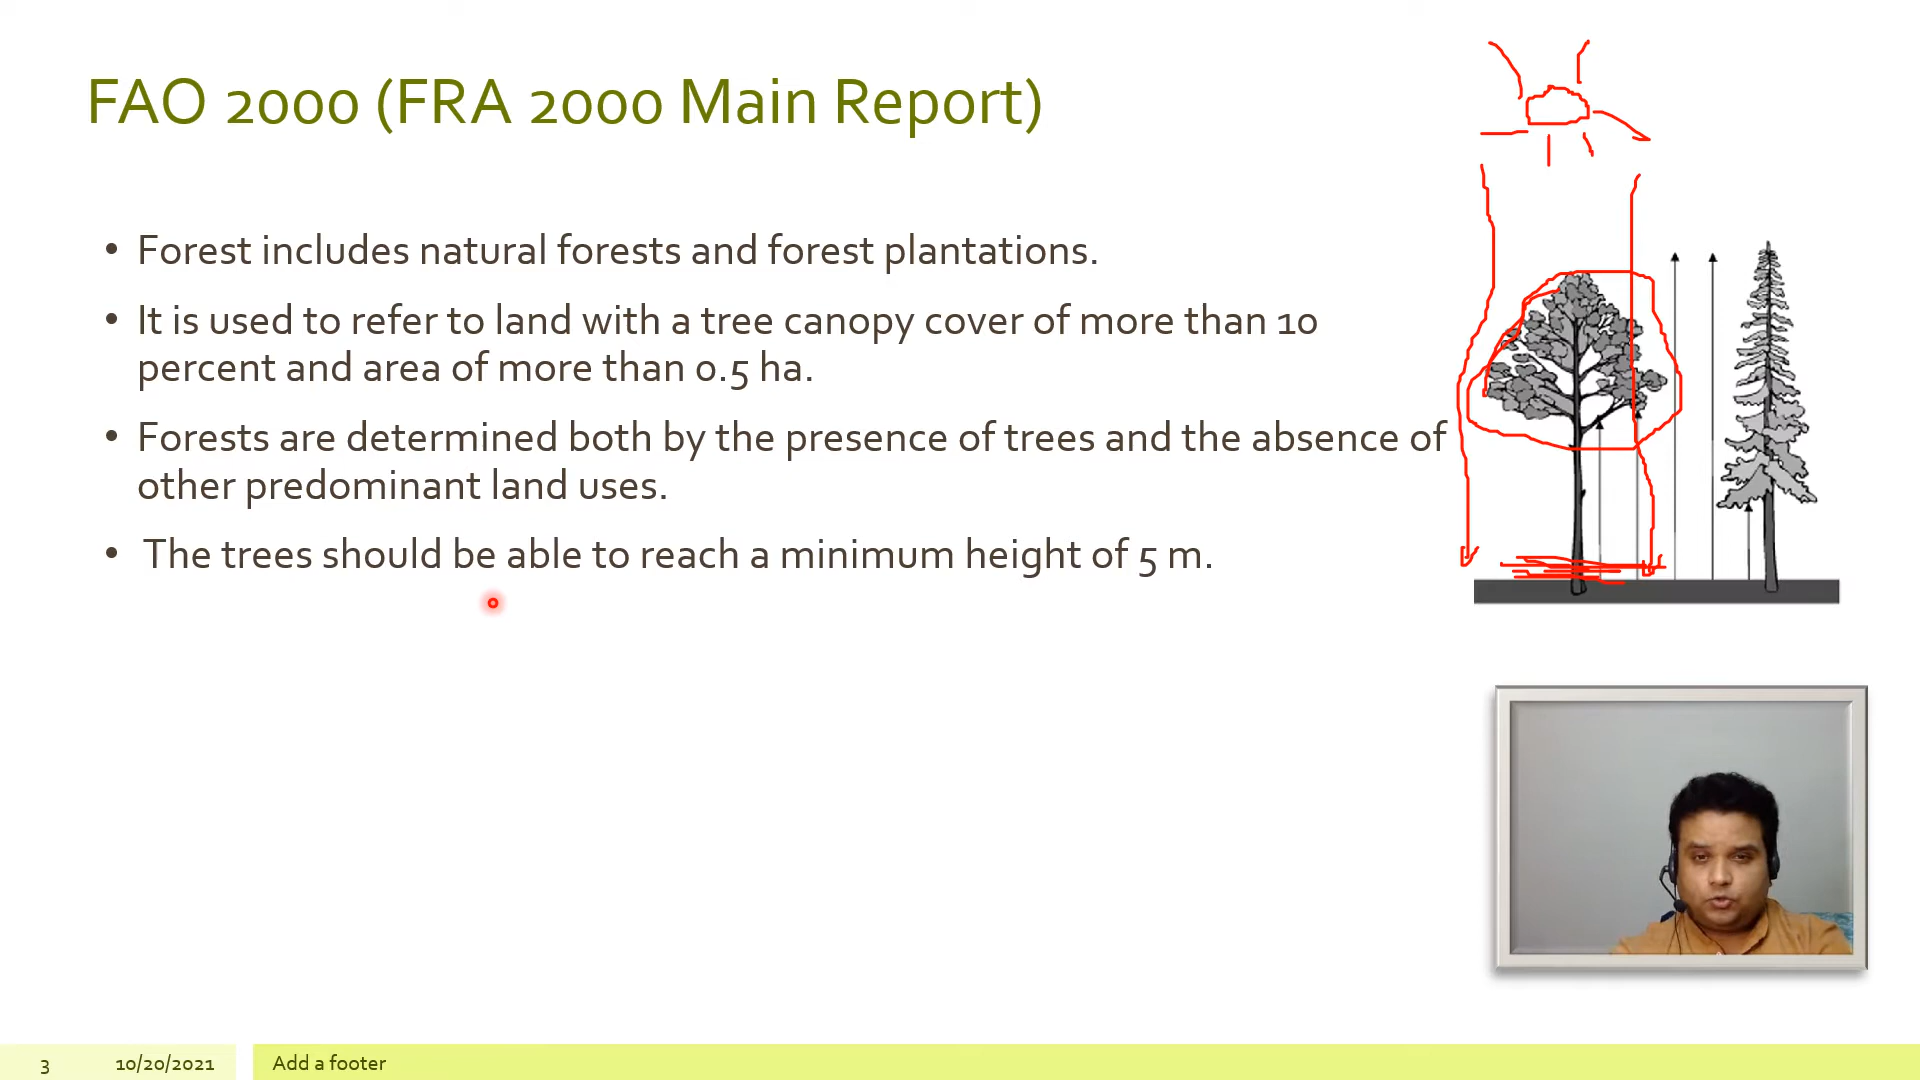 FAO 2000 (FRA 2000 Main Report)
• Forest includes natural forests and forest plantations.
• It is used to refer to land with a tree canopy cover of more than 10
percent and area of more than 0.5 ha.
• Forests are determined both by the presence of trees and the absence of
other predominant land uses.
• The trees should be able to reach a minimum height of 5 m.
3 10/20/2021 Add a footer